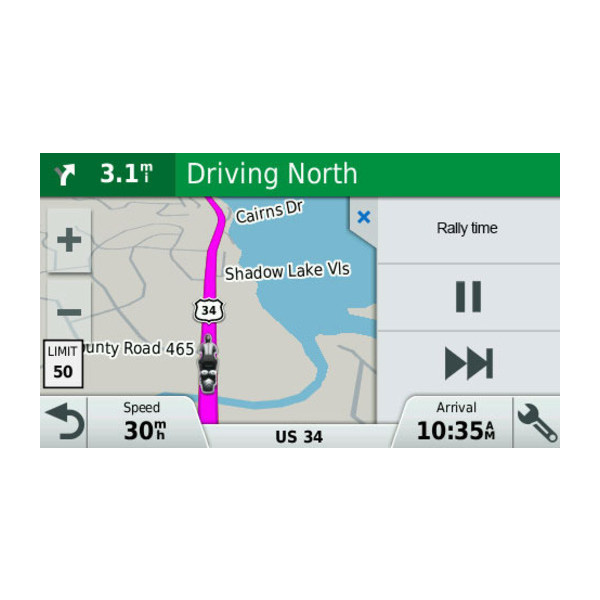 3.1 mi
Driving North
Cairns Dr
Rally time
Shadow Lake Vls
34
unty Road 465
LIMIT
50
Speed
30 mh
US 34
Arrival
10:35 AM